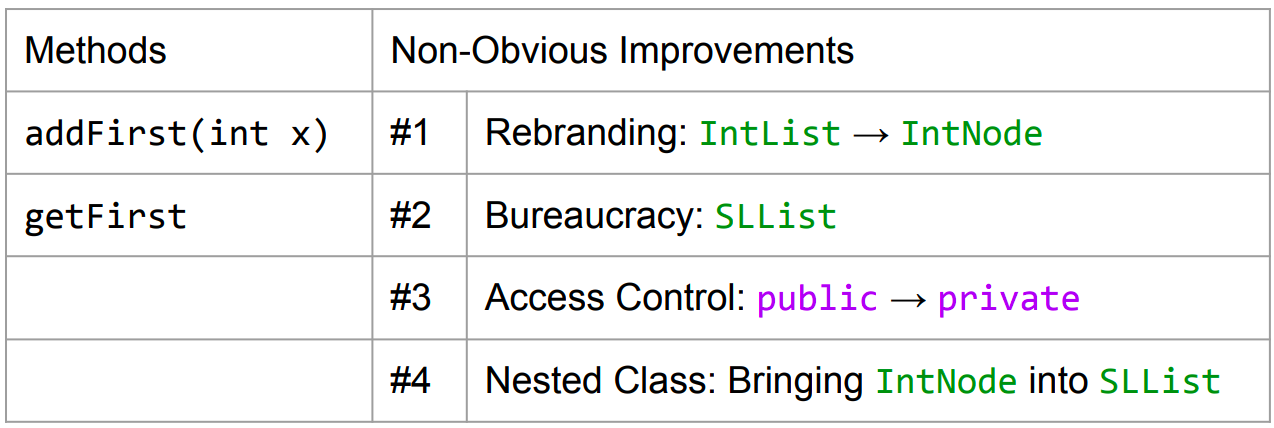 Methods Non-Obvious Improvements
addFirst(int x) #1 Rebranding: IntList → IntNode
getFirst #2 Bureaucracy: SLList
#3 Access Control: public → private
#4 Nested Class: Bringing IntNode into SLList